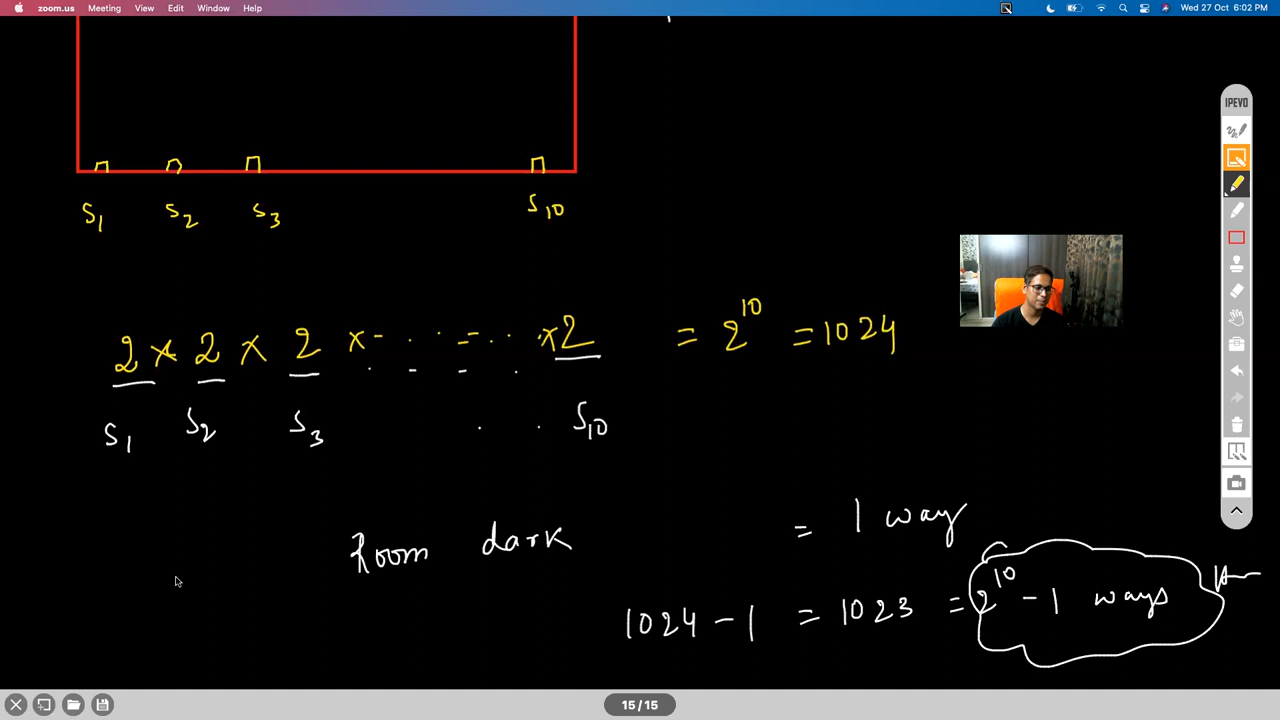 zoom.us Meeting View Edit Window Help Wed 27 Oct 6:02 PM
IPEVO
S1 S2 S3 S10
2 × 2 × 2 × - . . - - . . . × 2 = 2^10 = 1024
S1 S2 S3 . . S10
Room dark = 1 way
1024 - 1 = 1023 = 2^10 - 1 ways
15/15